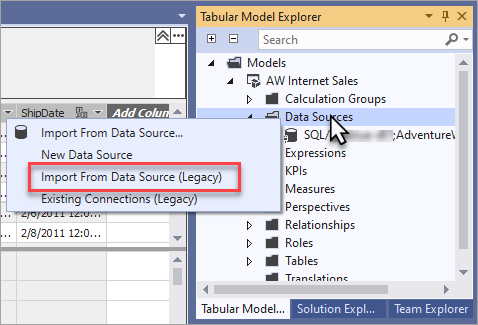 Tabular Model Explorer
Search
Models
AW Internet Sales
Calculation Groups
Data Sources
SQL/ ;AdventureW
Expressions
KPIs
Measures
Perspectives
Relationships
Roles
Tables
Translations
Tabular Model...
Solution Expl...
Team Explorer
ShipDate
Add Colum
Import From Data Source...
New Data Source
Import From Data Source (Legacy)
Existing Connections (Legacy)
2/6/2011 12:0...
2/8/2011 12:0...